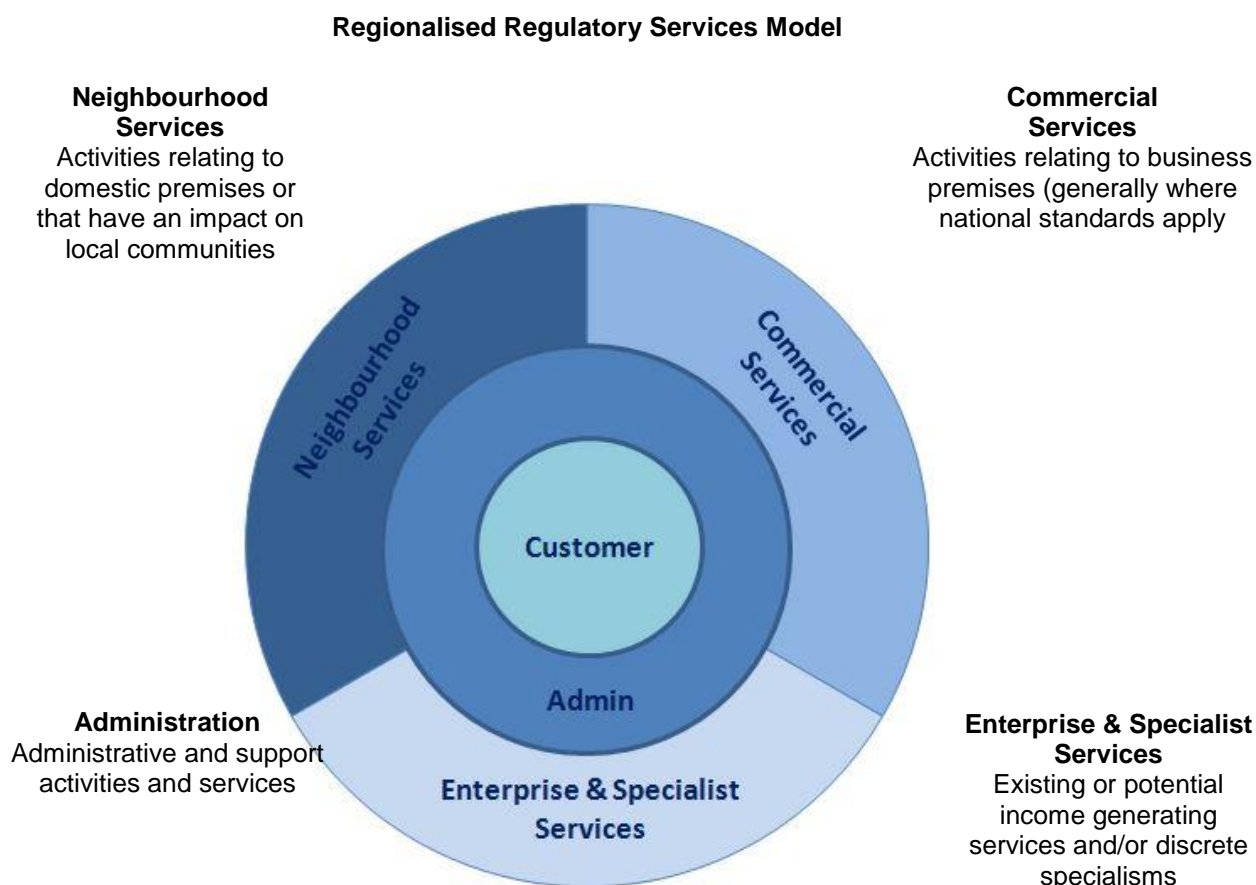 Regionalised Regulatory Services Model
Neighbourhood
Services
Activities relating to
domestic premises or
that have an impact on
local communities
Commercial
Services
Activities relating to business
premises (generally where
national standards apply
Neighbourhood
Services
Commercial
Services
Customer
Admin
Enterprise & Specialist
Services
Administration
Administrative and support
activities and services
Enterprise & Specialist
Services
Existing or potential
income generating
services and/or discrete
specialisms